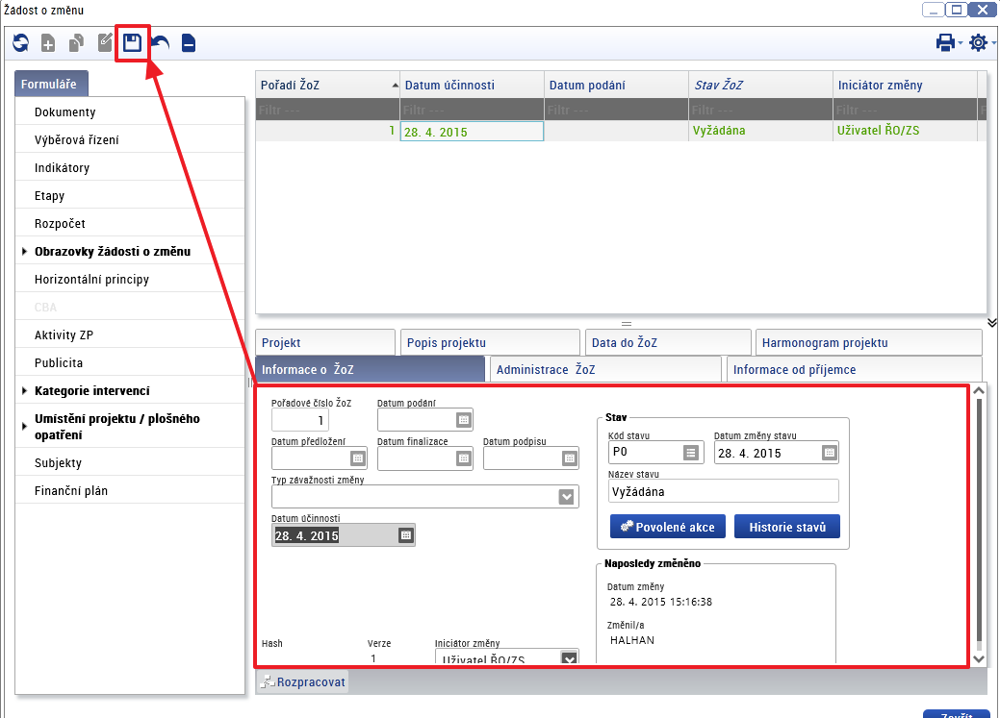 Žádost o změnu
Formuláře
Dokumenty
Výběrová řízení
Indikátory
Etapy
Rozpočet
Obrazovky žádosti o změnu
Horizontální principy
CBA
Aktivity ZP
Publicita
Kategorie intervencí
Umístění projektu / plošného
opatření
Subjekty
Finanční plán
Pořadí ŽoZ Datum účinnosti Datum podání Stav ŽoZ Iniciátor změny
Filtr --- Filtr --- Filtr --- Filtr --- Filtr --- F
1 28. 4. 2015 Vyžádána Uživatel ŘO/ZS
Projekt Popis projektu Data do ŽoZ Harmonogram projektu
Informace o ŽoZ Administrace ŽoZ Informace od příjemce
Pořadové číslo ŽoZ Datum podání
1
Datum předložení Datum finalizace Datum podpisu
Typ závažnosti změny
Datum účinnosti
28. 4. 2015
Hash Verze Iniciátor změny
1 Uživatel ŘO/ZS
Stav
Kód stavu Datum změny stavu
P0 28. 4. 2015
Název stavu
Vyžádána
Povolené akce Historie stavů
Naposledy změněno
Datum změny
28. 4. 2015 15:16:38
Změnil/a
HALHAN
Rozpracovat
Zavřít